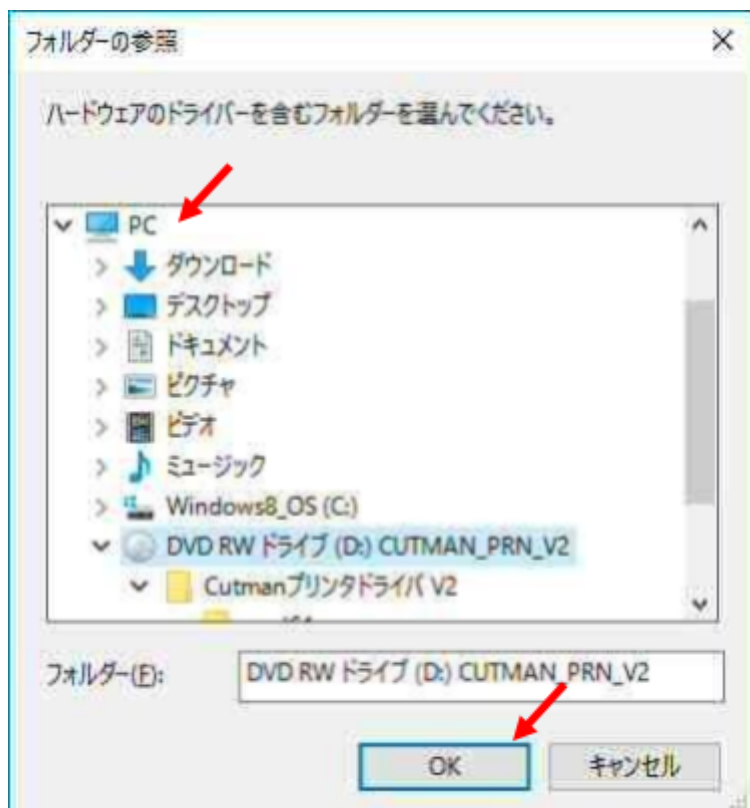 フォルダーの参照
ハードウェアのドライバーを含むフォルダーを選んでください。
PC
ダウンロード
デスクトップ
ドキュメント
ピクチャ
ビデオ
ミュージック
Windows8_OS (C:)
DVD RW ドライブ (D:) CUTMAN_PRN_V2
Cutmanプリンタドライバ V2
フォルダー(F):
DVD RW ドライブ (D:) CUTMAN_PRN_V2
OK
キャンセル